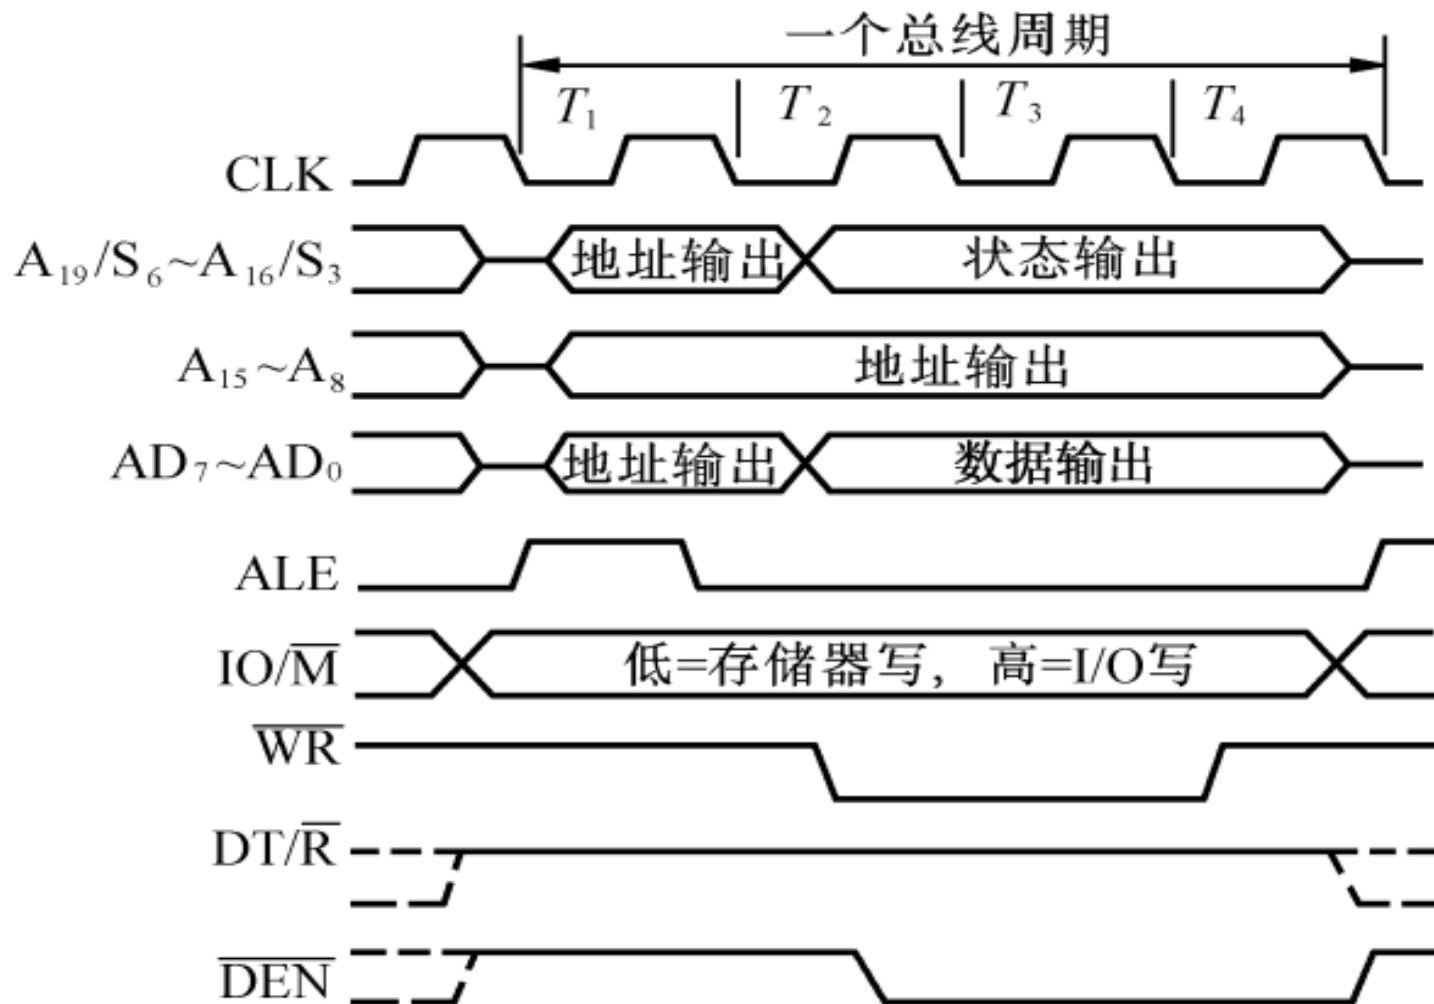 一个总线周期
T₁ T₂ T₃ T₄
CLK
A₁₉/S₆~A₁₆/S₃ 地址输出 状态输出
A₁₅~A₈ 地址输出
AD₇~AD₀ 地址输出 数据输出
ALE
IO/M̅ 低=存储器写，高=I/O写
W̅R̅
DT/R̅
D̅E̅N̅